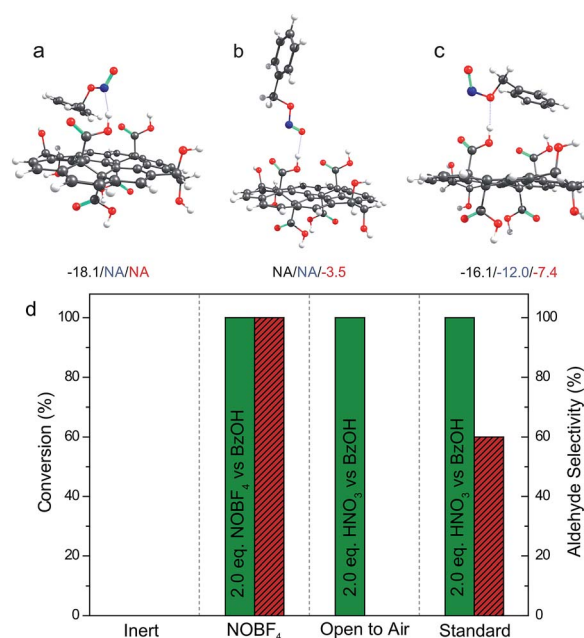 a
b
c
-18.1/NA/NA
NA/NA/-3.5
-16.1/-12.0/-7.4
d
100
80
60
40
20
0
Conversion (%)
2.0 eq. NOBF4 vs BzOH
2.0 eq. HNO3 vs BzOH
2.0 eq. HNO3 vs BzOH
100
80
60
40
20
0
Aldehyde Selectivity (%)
Inert
NOBF4
Open to Air
Standard